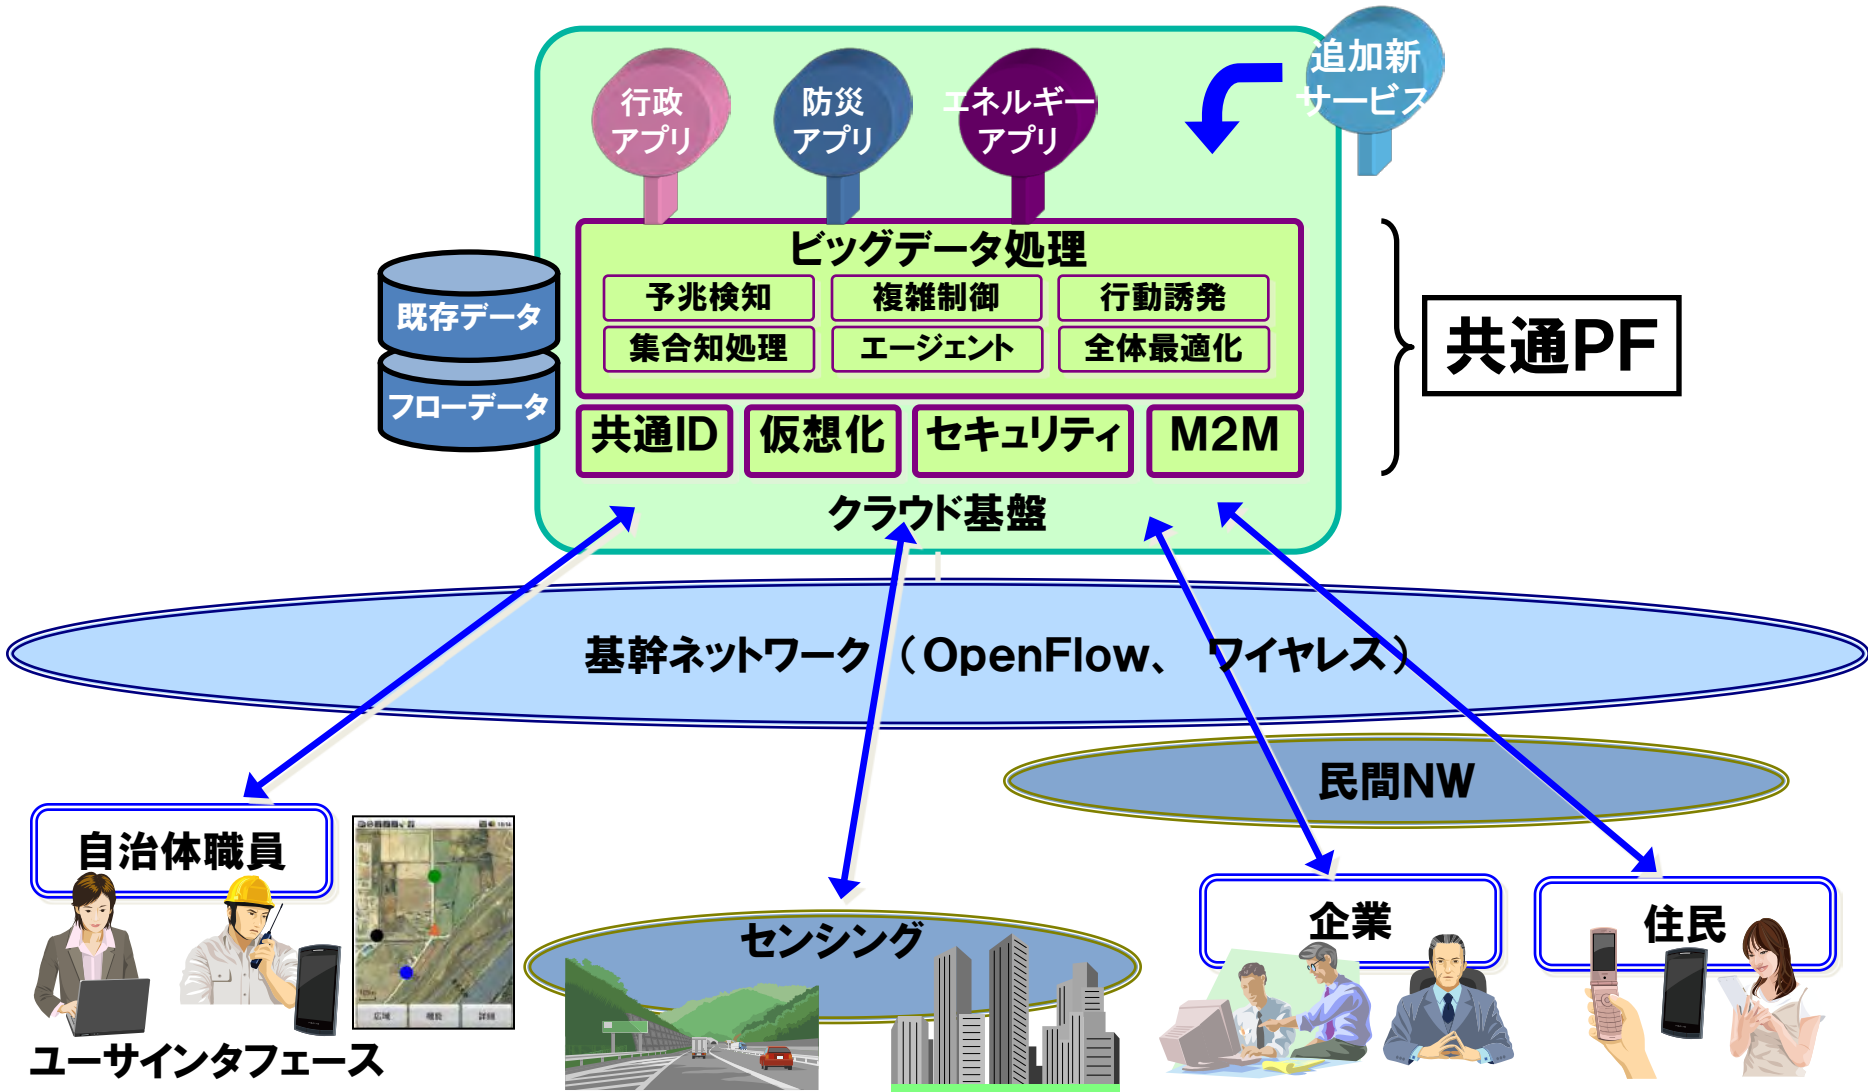 行政
アプリ
防災
アプリ
エネルギー
アプリ
追加新
サービス
ビッグデータ処理
予兆検知
複雑制御
行動誘発
集合知処理
エージェント
全体最適化
既存データ
フローデータ
共通ID
仮想化
セキュリティ
M2M
クラウド基盤
共通PF
基幹ネットワーク（OpenFlow、 ワイヤレス）
民間NW
自治体職員
センシング
企業
住民
広域
機能
詳細
ユーサインタフェース